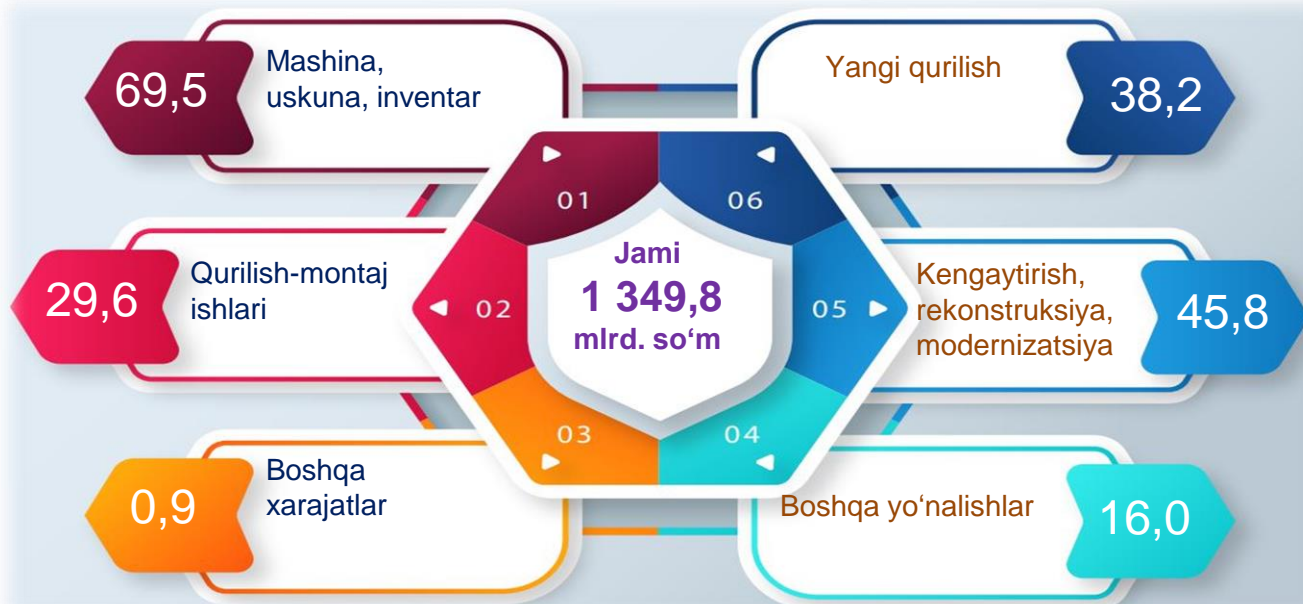 69,5
Mashina,
uskuna, inventar
Yangi qurilish
38,2
01
06
29,6
Qurilish-montaj
ishlari
02
Jami
1 349,8
mlrd. so‘m
05
Kengaytirish,
rekonstruksiya,
modernizatsiya
45,8
03
04
0,9
Boshqa
xarajatlar
Boshqa yo‘nalishlar
16,0